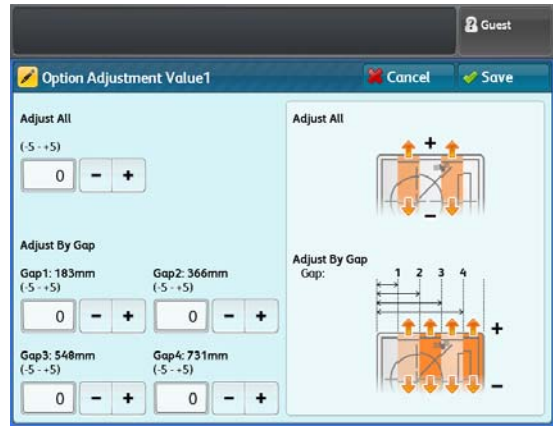 Guest
Option Adjustment Value1
Cancel
Save
Adjust All
(-5 - +5)
0 - +
Adjust By Gap
Gap1: 183mm
(-5 - +5)
0 - +
Gap2: 366mm
(-5 - +5)
0 - +
Gap3: 548mm
(-5 - +5)
0 - +
Gap4: 731mm
(-5 - +5)
0 - +
Adjust All
+
-
Adjust By Gap
Gap: 1 2 3 4
+
-